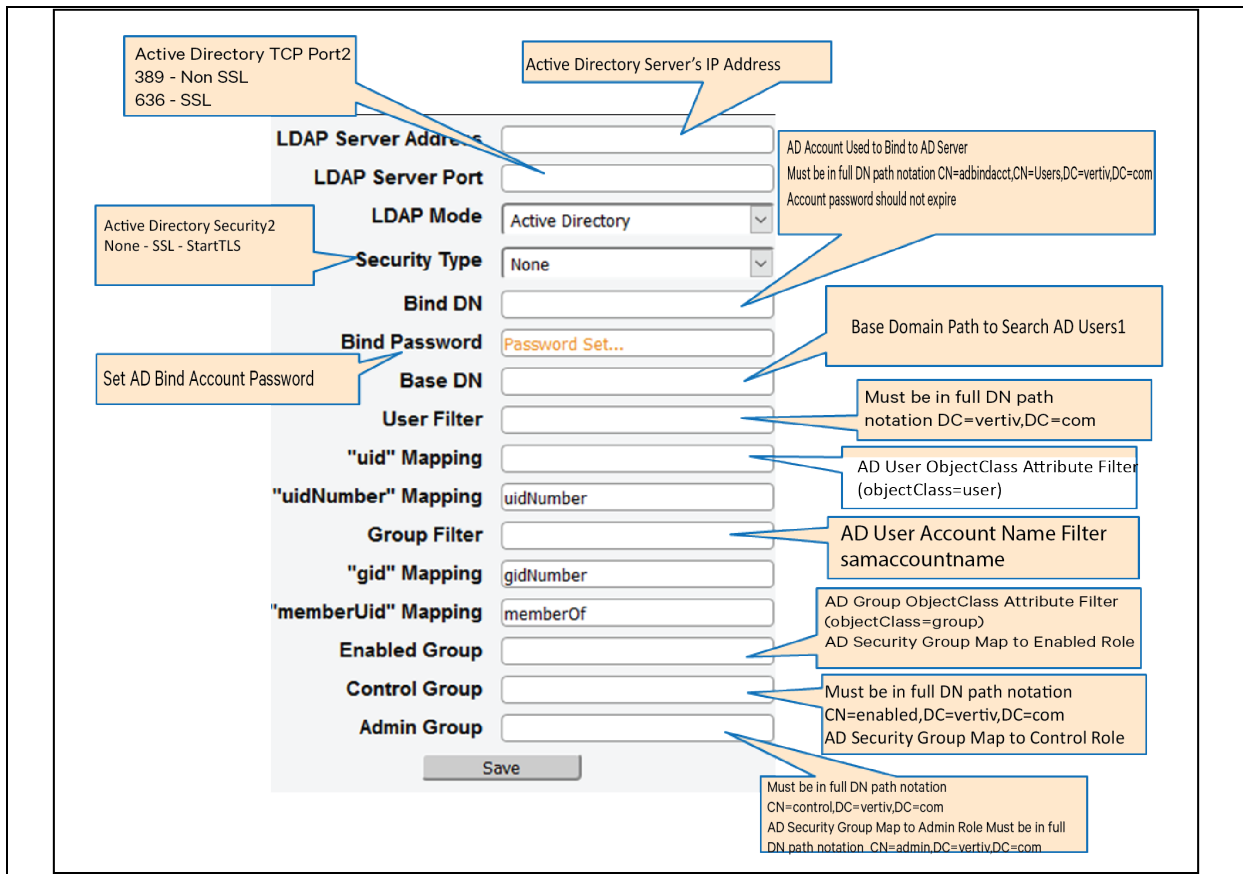 Active Directory TCP Port2
389 - Non SSL
636 - SSL
Active Directory Server's IP Address
LDAP Server Address
AD Account Used to Bind to AD Server
Must be in full DN path notation CN=adbindacct,CN=Users,DC=vertiv,DC=com
Account password should not expire
LDAP Server Port
LDAP Mode
Active Directory
Active Directory Security2
None - SSL - StartTLS
Security Type
None
Bind DN
Base Domain Path to Search AD Users1
Bind Password
Password Set...
Set AD Bind Account Password
Base DN
Must be in full DN path
notation DC=vertiv,DC=com
User Filter
"uid" Mapping
AD User ObjectClass Attribute Filter
(objectClass=user)
"uidNumber" Mapping
uidNumber
Group Filter
AD User Account Name Filter
samaccountname
"gid" Mapping
gidNumber
"memberUid" Mapping
memberOf
AD Group ObjectClass Attribute Filter
(objectClass=group)
AD Security Group Map to Enabled Role
Enabled Group
Control Group
Must be in full DN path notation
CN=enabled,DC=vertiv,DC=com
AD Security Group Map to Control Role
Admin Group
Save
Must be in full DN path notation
CN=control,DC=vertiv,DC=com
AD Security Group Map to Admin Role Must be in full
DN path notation CN=admin,DC=vertiv,DC=com